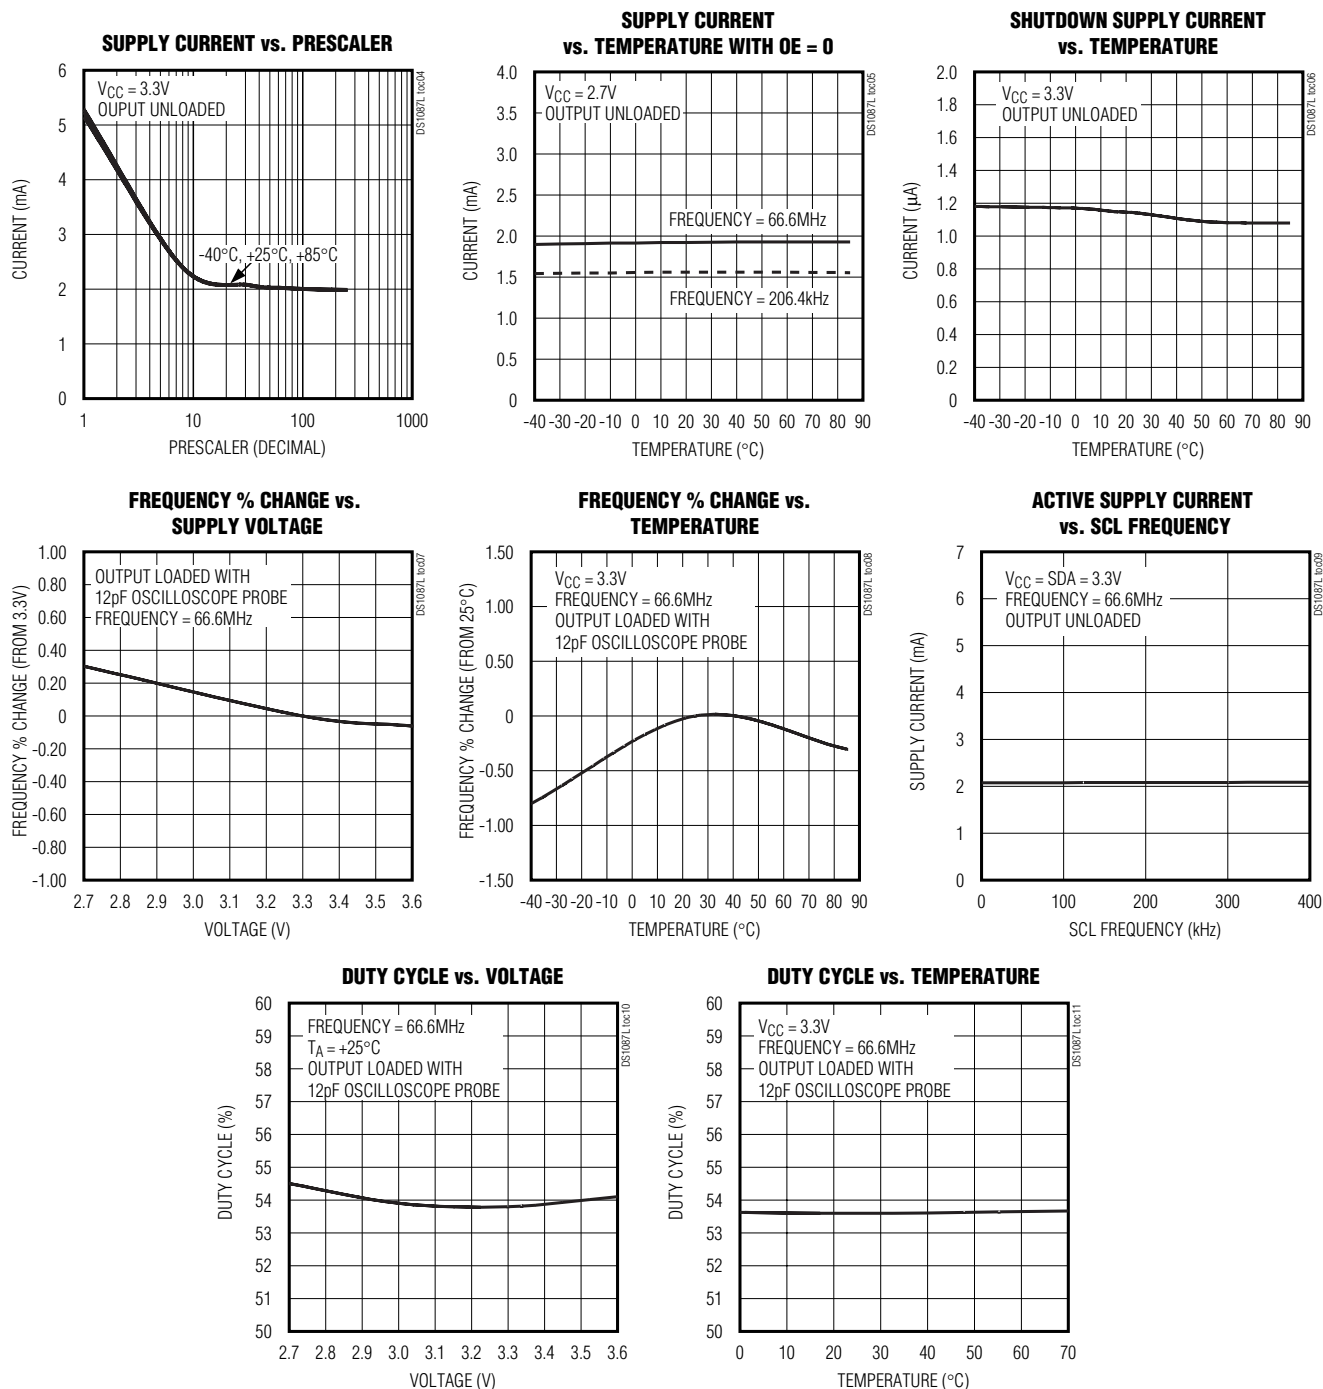 SUPPLY CURRENT vs. PRESCALER
6
5
4
3
2
1
0
CURRENT (mA)
VCC = 3.3V
OUPUT UNLOADED
-40°C, +25°C, +85°C
1 10 100 1000
PRESCALER (DECIMAL)
DS1087L toc04
SUPPLY CURRENT
vs. TEMPERATURE WITH OE = 0
4.0
3.5
3.0
2.5
2.0
1.5
1.0
0.5
0
CURRENT (mA)
VCC = 2.7V
OUTPUT UNLOADED
FREQUENCY = 66.6MHz
FREQUENCY = 206.4kHz
-40 -30 -20 -10 0 10 20 30 40 50 60 70 80 90
TEMPERATURE (°C)
DS1087L toc05
SHUTDOWN SUPPLY CURRENT
vs. TEMPERATURE
2.0
1.8
1.6
1.4
1.2
1.0
0.8
0.6
0.4
0.2
0
CURRENT (µA)
VCC = 3.3V
OUTPUT UNLOADED
-40 -30 -20 -10 0 10 20 30 40 50 60 70 80 90
TEMPERATURE (°C)
DS1087L toc06
FREQUENCY % CHANGE vs.
SUPPLY VOLTAGE
1.00
0.80
0.60
0.40
0.20
0
-0.20
-0.40
-0.60
-0.80
-1.00
FREQUENCY % CHANGE (FROM 3.3V)
OUTPUT LOADED WITH
12pF OSCILLOSCOPE PROBE
FREQUENCY = 66.6MHz
2.7 2.8 2.9 3.0 3.1 3.2 3.3 3.4 3.5 3.6
VOLTAGE (V)
DS1087L toc07
FREQUENCY % CHANGE vs.
TEMPERATURE
1.50
1.00
0.50
0
-0.50
-1.00
-1.50
FREQUENCY % CHANGE (FROM 25°C)
VCC = 3.3V
FREQUENCY = 66.6MHz
OUTPUT LOADED WITH
12pF OSCILLOSCOPE PROBE
-40 -30 -20 -10 0 10 20 30 40 50 60 70 80 90
TEMPERATURE (°C)
DS1087L toc08
ACTIVE SUPPLY CURRENT
vs. SCL FREQUENCY
7
6
5
4
3
2
1
0
SUPPLY CURRENT (mA)
VCC = SDA = 3.3V
FREQUENCY = 66.6MHz
OUTPUT UNLOADED
0 100 200 300 400
SCL FREQUENCY (kHz)
DS1087L toc09
DUTY CYCLE vs. VOLTAGE
60
59
58
57
56
55
54
53
52
51
50
DUTY CYCLE (%)
FREQUENCY = 66.6MHz
TA = +25°C
OUTPUT LOADED WITH
12pF OSCILLOSCOPE PROBE
2.7 2.8 2.9 3.0 3.1 3.2 3.3 3.4 3.5 3.6
VOLTAGE (V)
DS1087L toc10
DUTY CYCLE vs. TEMPERATURE
60
59
58
57
56
55
54
53
52
51
50
DUTY CYCLE (%)
VCC = 3.3V
FREQUENCY = 66.6MHz
OUTPUT LOADED WITH
12pF OSCILLOSCOPE PROBE
0 10 20 30 40 50 60 70
TEMPERATURE (°C)
DS1087L toc11